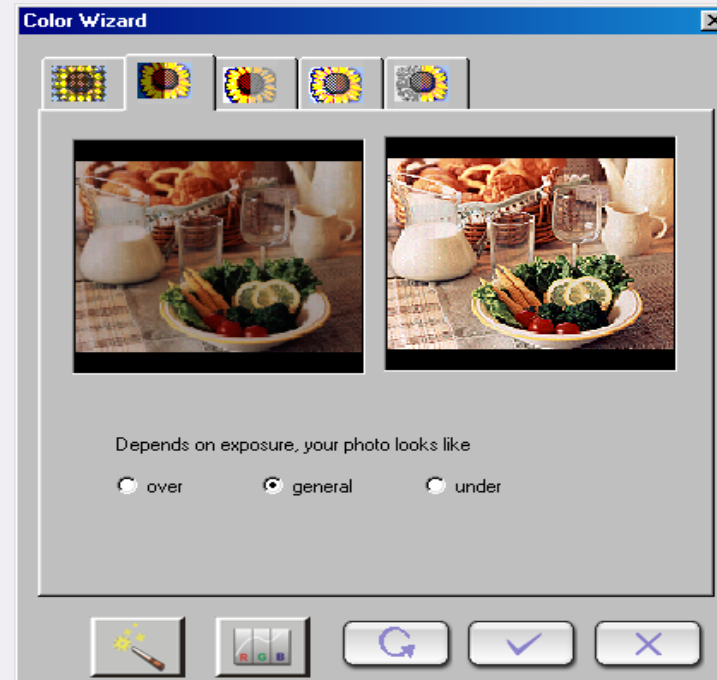 Color Wizard
Depends on exposure, your photo looks like
over general under
R G B